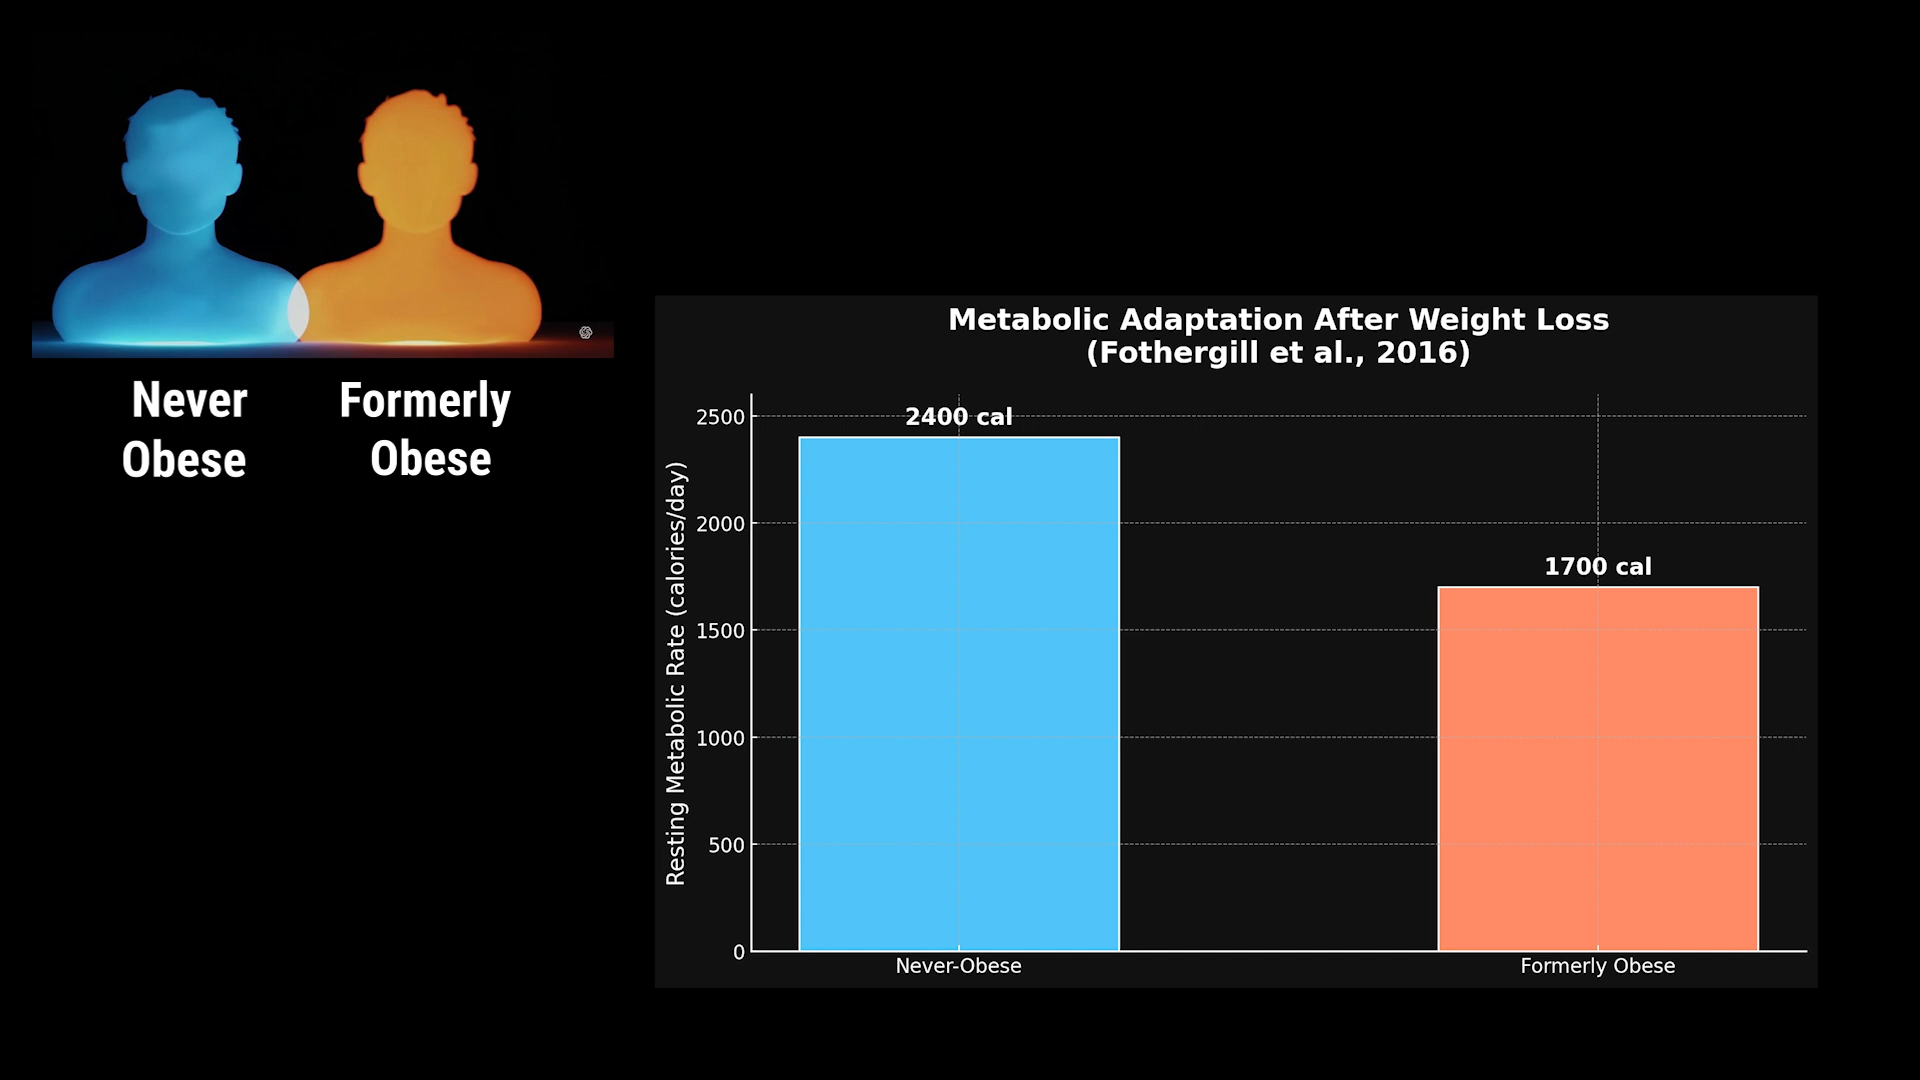 Never
Obese
Formerly
Obese
Metabolic Adaptation After Weight Loss
(Fothergill et al., 2016)
Resting Metabolic Rate (calories/day)
2500
2000
1500
1000
500
0
2400 cal
1700 cal
Never-Obese
Formerly Obese